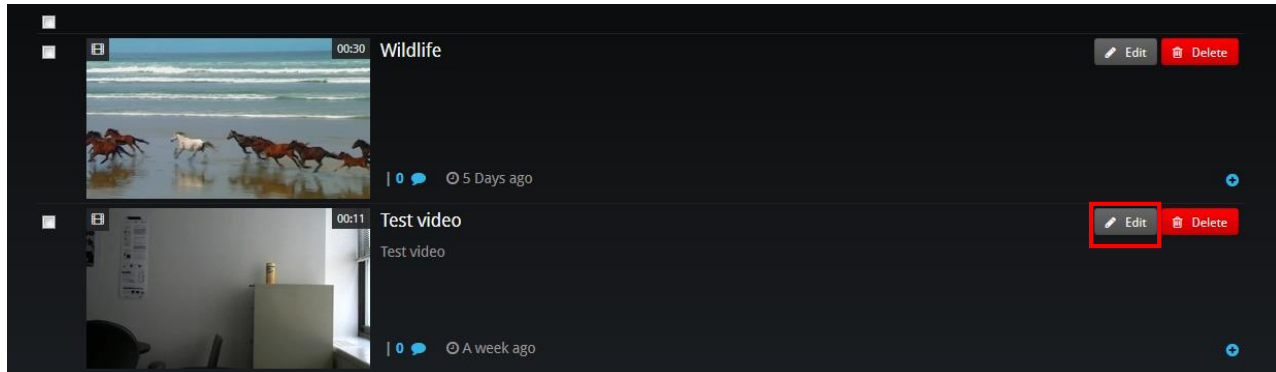 00:30 Wildlife Edit Delete
| 0 5 Days ago
00:11 Test video Edit Delete
Test video
| 0 A week ago